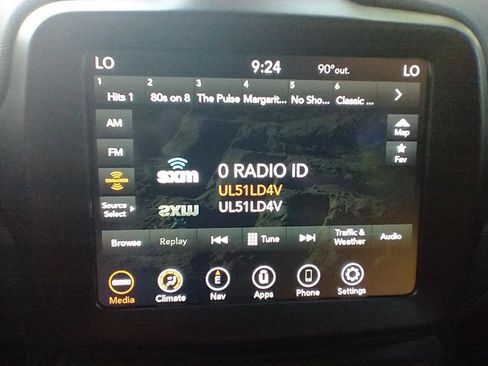 LO 9:24 90°out. LO
1 2 3 4 5 6
Hits 1 80s on 8 The Pulse Margarit... No Sho... Classic ...
AM
Map
FM
Fav
sxm 0 RADIO ID
UL51LD4V
UL51LD4V
Source
Select
Browse Replay Tune Traffic &
Weather Audio
E
Media Climate Nav Apps Phone Settings